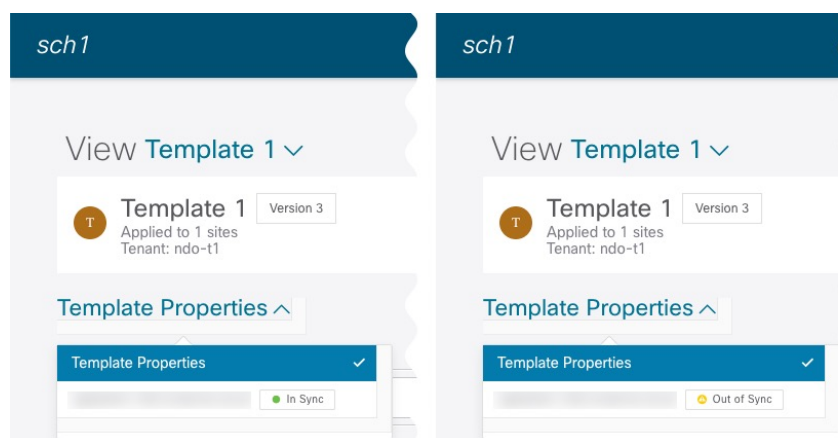 sch1
View Template 1
T
Template 1 Version 3
Applied to 1 sites
Tenant: ndo-t1
Template Properties
Template Properties
In Sync
sch1
View Template 1
T
Template 1 Version 3
Applied to 1 sites
Tenant: ndo-t1
Template Properties
Template Properties
Out of Sync